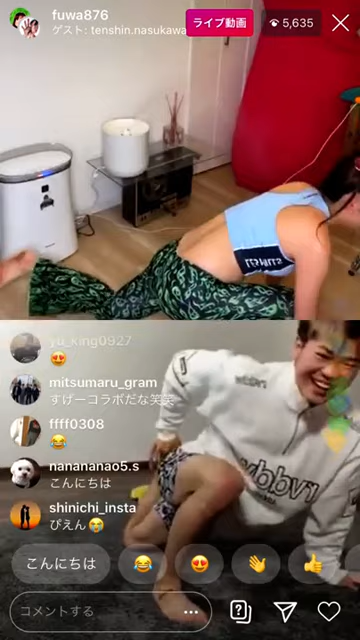 fuwa876
ゲスト: tenshin.nasukawa
ライブ動画
5,635
yu_king0927
😍
mitsumaru_gram
すげーコラボだな笑笑
ffff0308
😂
nanananao5.s
こんにちは
shinichi_insta
ぴえん😭
こんにちは 😂 😍 👋 👍
コメントする